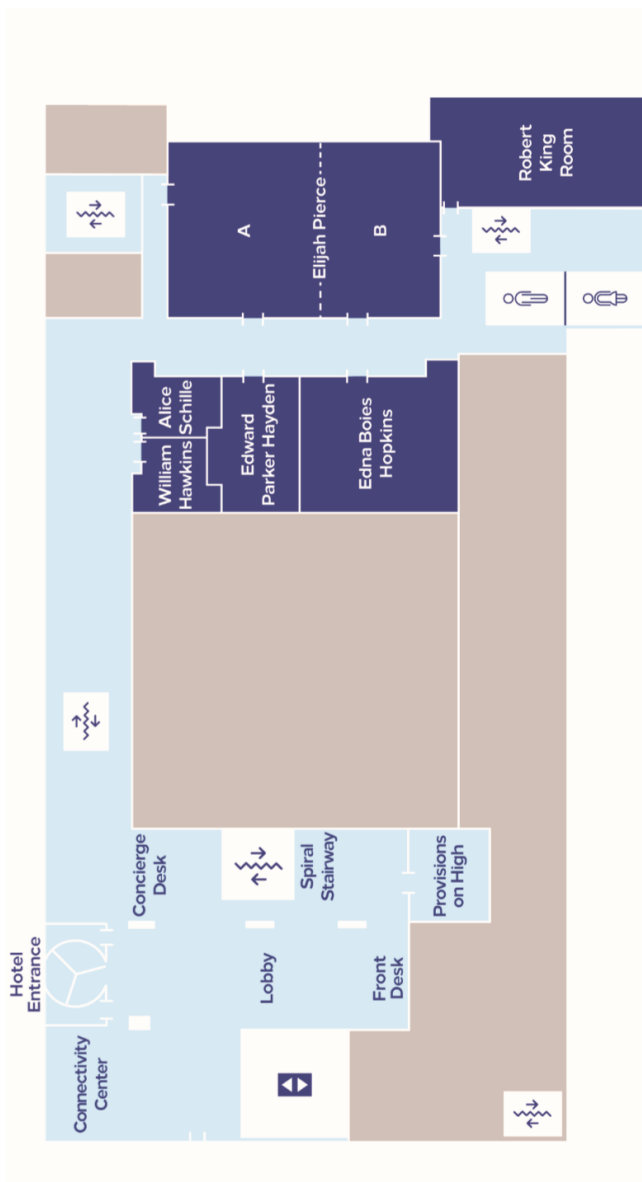 Robert
King
Room
A
Elijah Pierce
B
Alice
Schille
William
Hawkins
Edward
Parker Hayden
Edna Boies
Hopkins
Concierge
Desk
Spiral
Stairway
Provisions
on High
Hotel
Entrance
Lobby
Front
Desk
Connectivity
Center